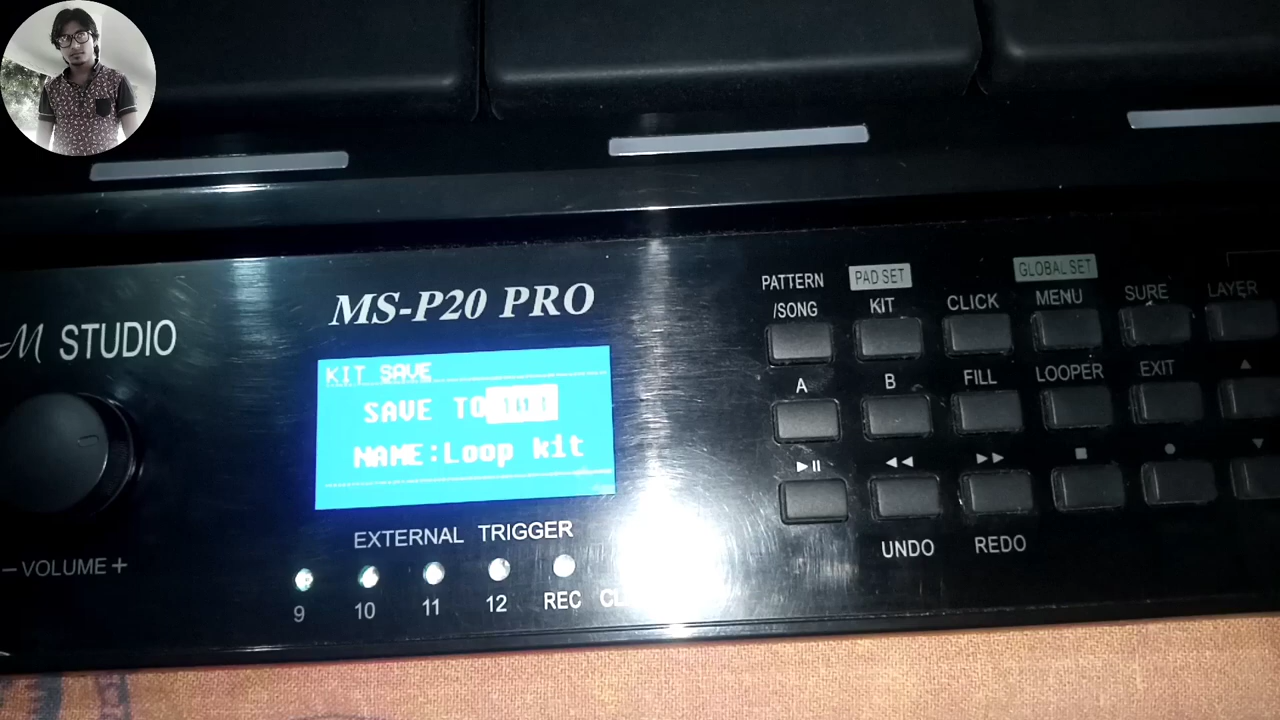 PATTERN
/SONG
PAD SET
KIT
CLICK
GLOBAL SET
MENU
SURE
LAYER
M STUDIO
MS-P20 PRO
KIT SAVE
SAVE TO
NAME:Loop kit
A
B
FILL
LOOPER
EXIT
UNDO
REDO
EXTERNAL TRIGGER
9
10
11
12
REC
−VOLUME+